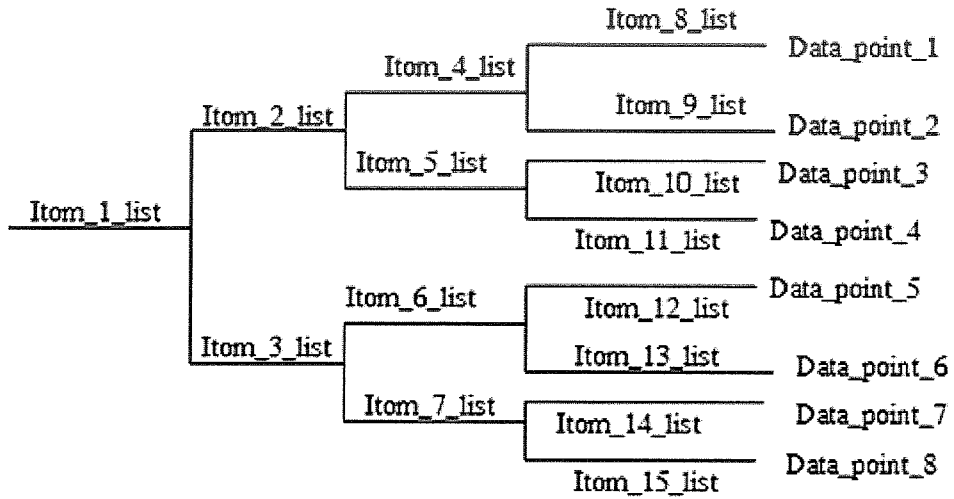 Itom_8_list
Data_point_1
Itom_4_list
Itom_9_list
Itom_2_list
Data_point_2
Itom_5_list
Data_point_3
Itom_10_list
Itom_1_list
Data_point_4
Itom_11_list
Itom_6_list
Data_point_5
Itom_12_list
Itom_3_list
Itom_13_list
Data_point_6
Itom_7_list
Data_point_7
Itom_14_list
Data_point_8
Itom_15_list